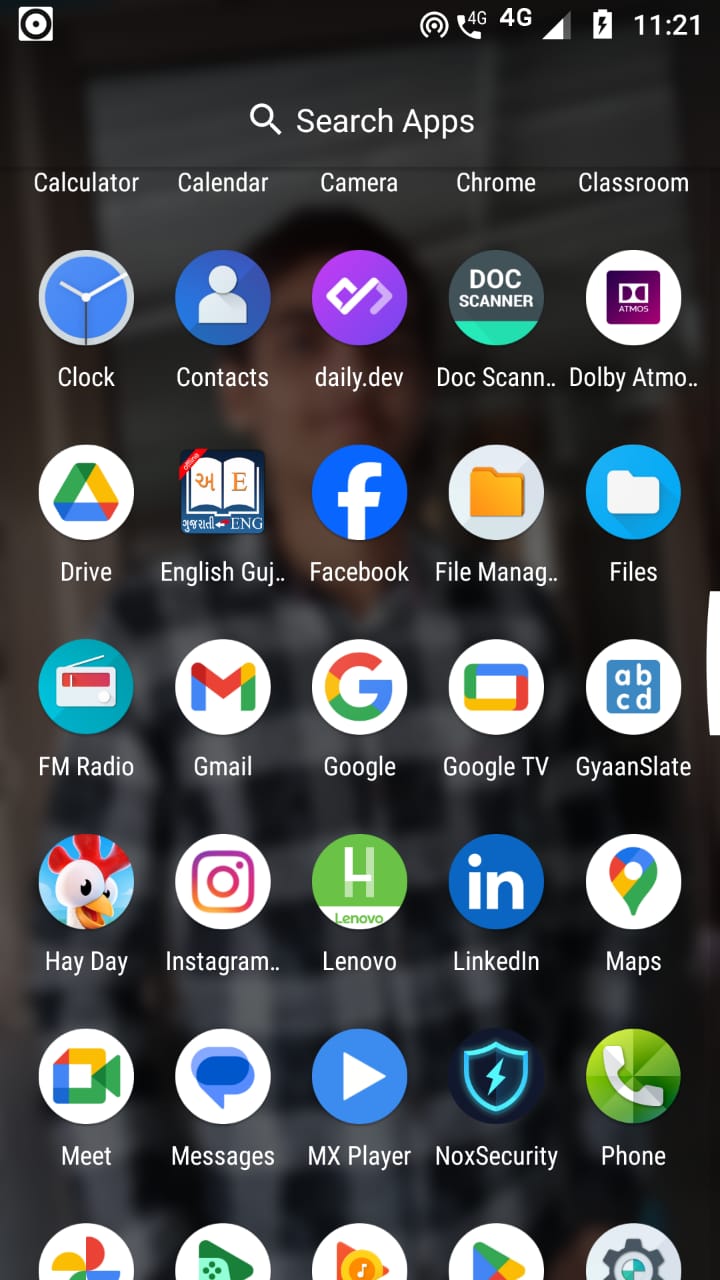 4G 4G 11:21
Search Apps
Calculator Calendar Camera Chrome Classroom
DOC
SCANNER
ATMOS
Clock Contacts daily.dev Doc Scann.. Dolby Atmo..
offline
અ E
ગુજરાતી ENG
Drive English Guj.. Facebook File Manag.. Files
ab
cd
FM Radio Gmail Google Google TV GyaanSlate
in
Lenovo
Hay Day Instagram.. Lenovo LinkedIn Maps
Meet Messages MX Player NoxSecurity Phone